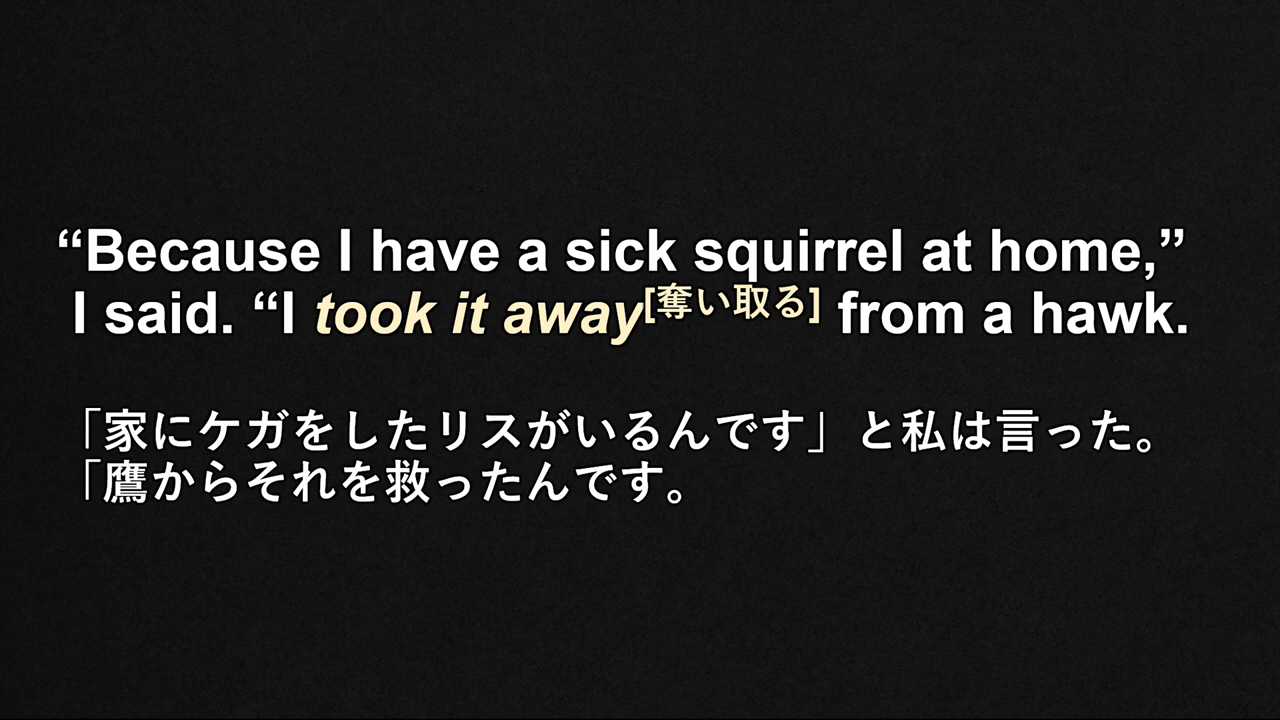 “Because I have a sick squirrel at home,”
I said. “I took it away[奪い取る] from a hawk.
「家にケガをしたリスがいるんです」と私は言った。
「鷹からそれを救ったんです。